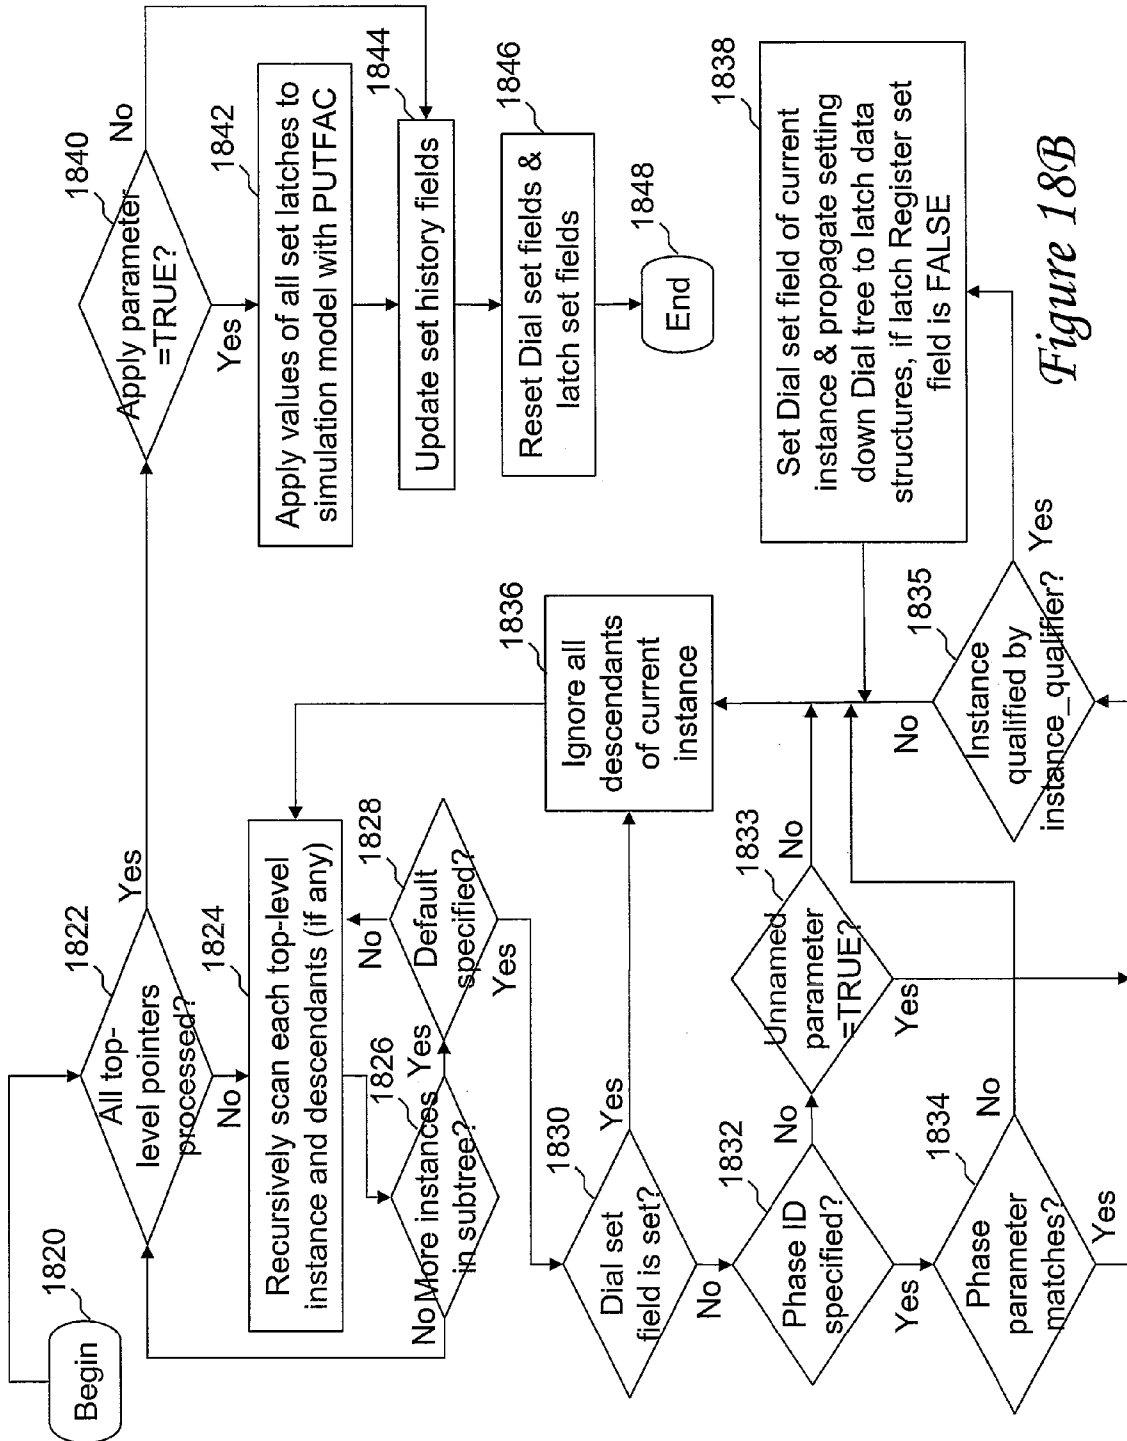 Begin
1820
All top-
level pointers
processed?
1822
Yes
No
Recursively scan each top-level
instance and descendants (if any)
1824
More instances
in subtree?
1826
No
Yes
Default
specified?
1828
No
Yes
Dial set
field is set?
1830
Yes
No
Phase ID
specified?
1832
No
Yes
Unnamed
parameter
=TRUE?
1833
No
Yes
Phase
parameter
matches?
1834
No
Yes
Instance
qualified by
instance_qualifier?
1835
No
Yes
Ignore all
descendants
of current
instance
1836
Set Dial set field of current
instance & propagate setting
down Dial tree to latch data
structures, if latch Register set
field is FALSE
1838
Apply parameter
=TRUE?
1840
No
Yes
Apply values of all set latches to
simulation model with PUTFAC
1842
Update set history fields
1844
Reset Dial set fields &
latch set fields
1846
End
1848
Figure 18B